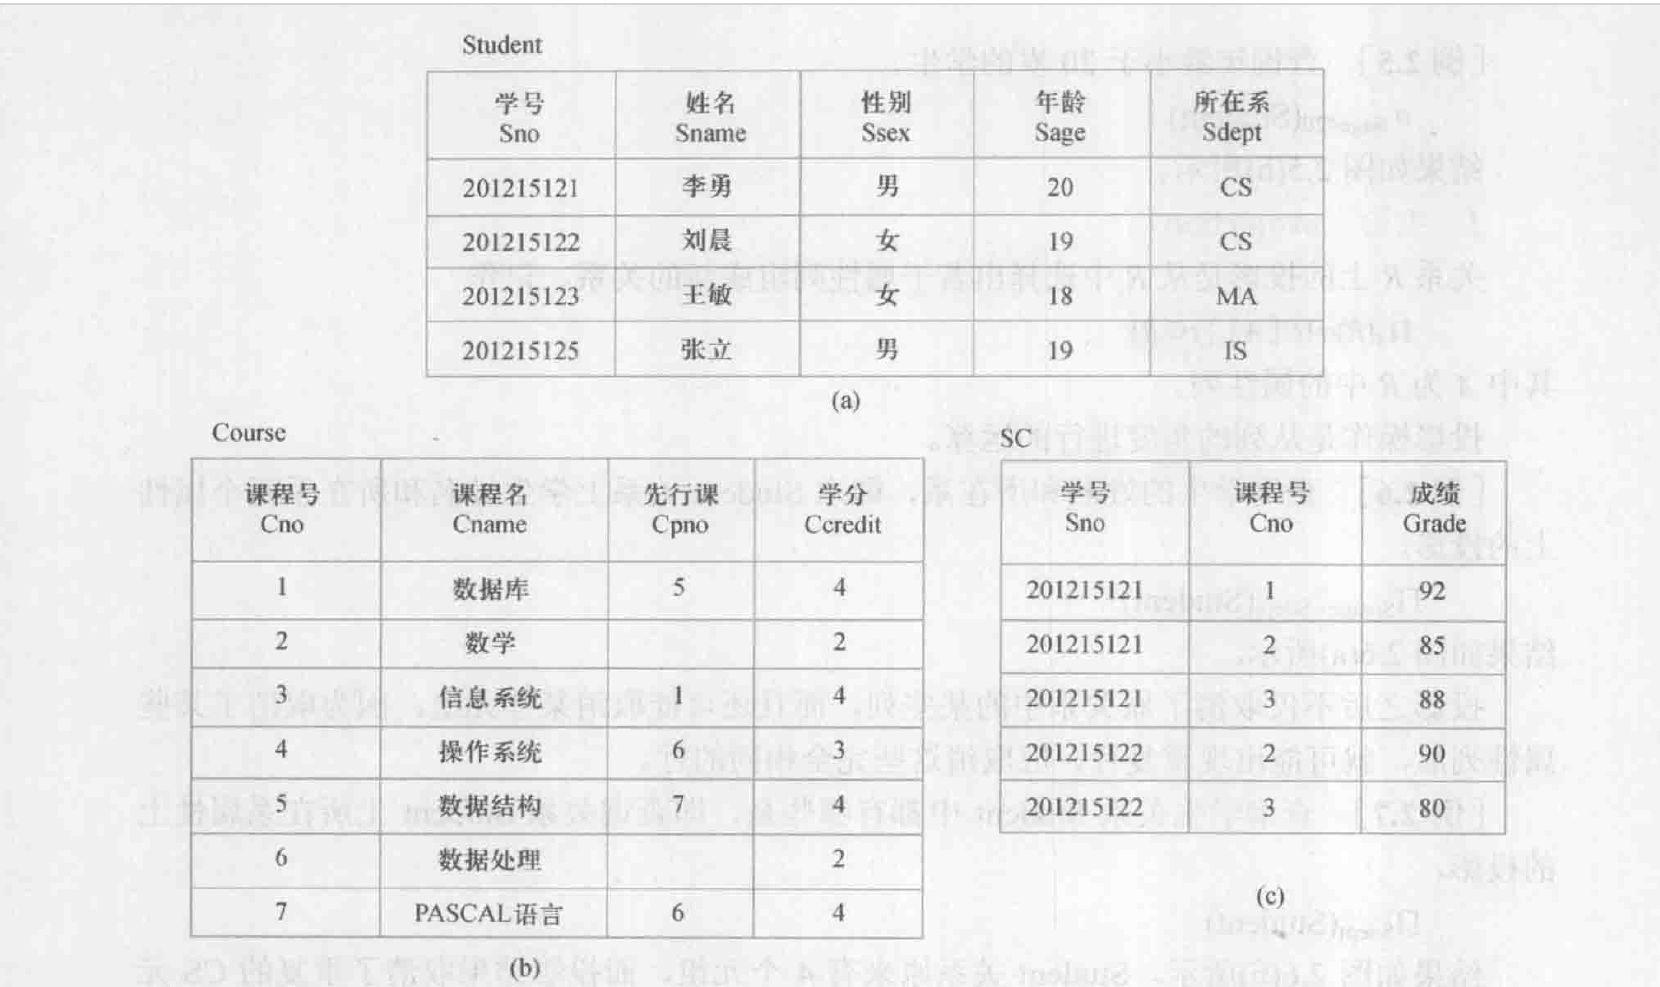 Student
学号 姓名 性别 年龄 所在系
Sno Sname Ssex Sage Sdept
201215121 李勇 男 20 CS
201215122 刘晨 女 19 CS
201215123 王敏 女 18 MA
201215125 张立 男 19 IS
(a)
Course
课程号 课程名 先行课 学分
Cno Cname Cpno Ccredit
1 数据库 5 4
2 数学 2
3 信息系统 1 4
4 操作系统 6 3
5 数据结构 7 4
6 数据处理 2
7 PASCAL语言 6 4
(b)
SC
学号 课程号 成绩
Sno Cno Grade
201215121 1 92
201215121 2 85
201215121 3 88
201215122 2 90
201215122 3 80
(c)